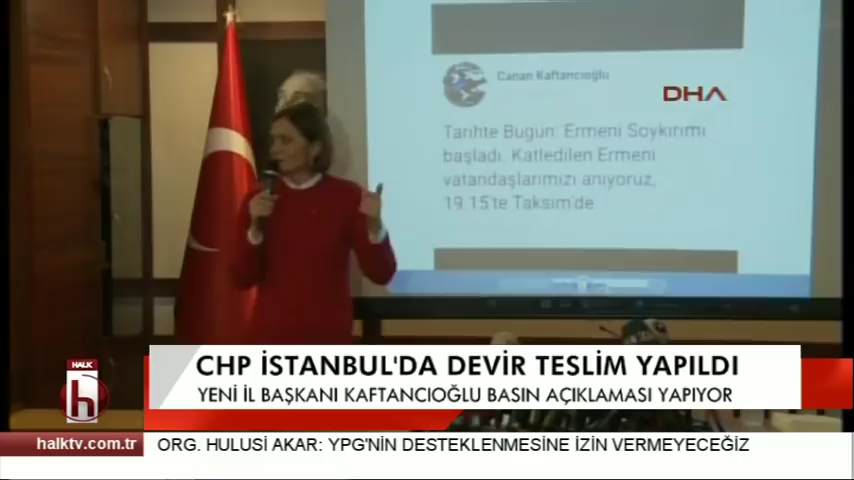 Canan Kaftancıoğlu
DHA
Tarihte Bugün: Ermeni Soykırımı
başladı. Katledilen Ermeni
vatandaşlarımızı anıyoruz,
19.15'te Taksim'de
CHP İSTANBUL'DA DEVİR TESLİM YAPILDI
YENİ İL BAŞKANI KAFTANCIOĞLU BASIN AÇIKLAMASI YAPIYOR
HALK
h
halktv.com.tr
ORG. HULUSİ AKAR: YPG'NİN DESTEKLENMESİNE İZİN VERMEYECEĞİZ